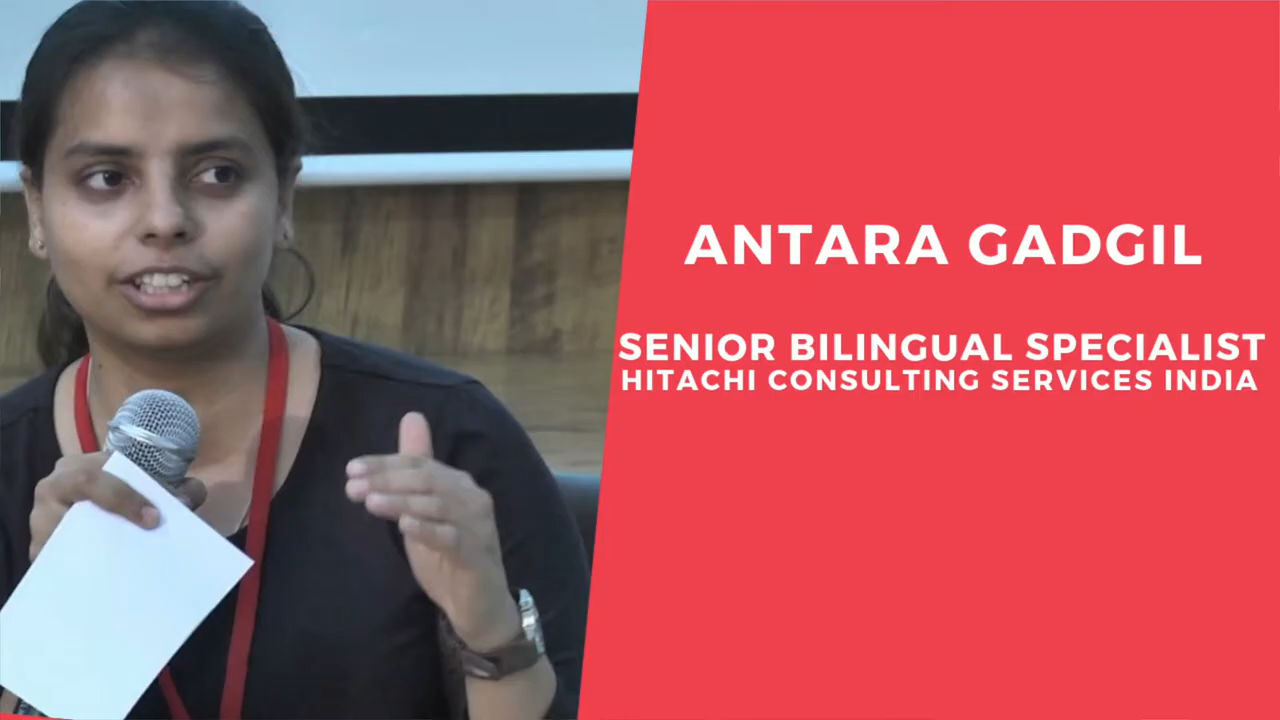 ANTARA GADGIL
SENIOR BILINGUAL SPECIALIST
HITACHI CONSULTING SERVICES INDIA